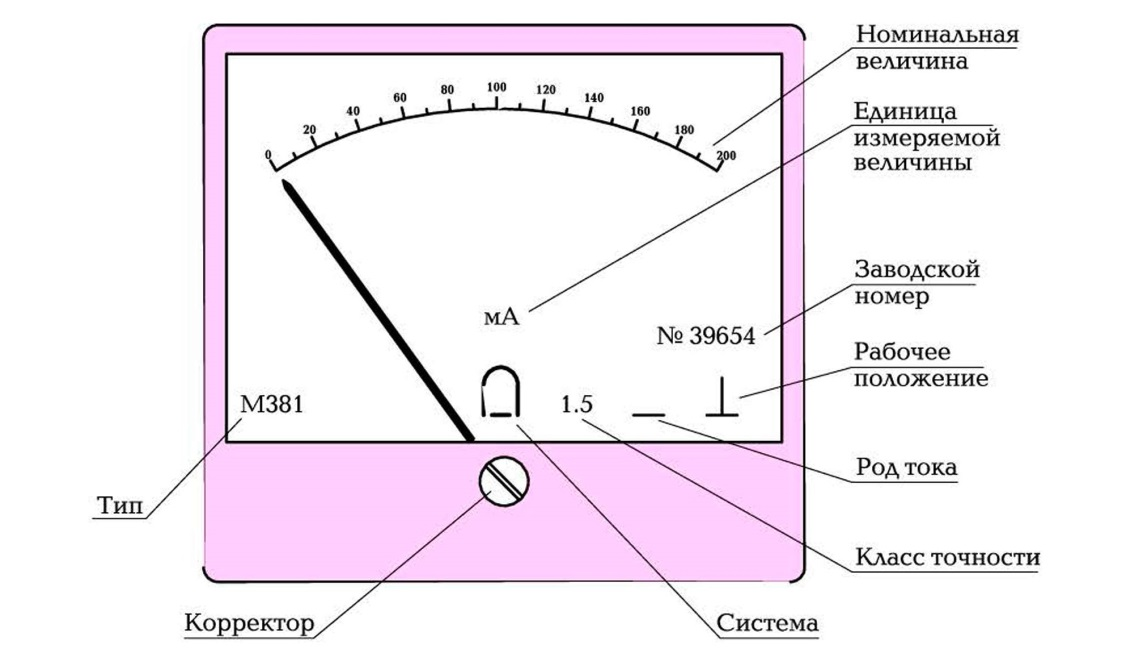 Номинальная
величина
Единица
измеряемой
величины
0 20 40 60 80 100 120 140 160 180 200
мА
№ 39654
Заводской
номер
Рабочее
положение
М381
1.5
Род тока
Тип
Класс точности
Корректор
Система